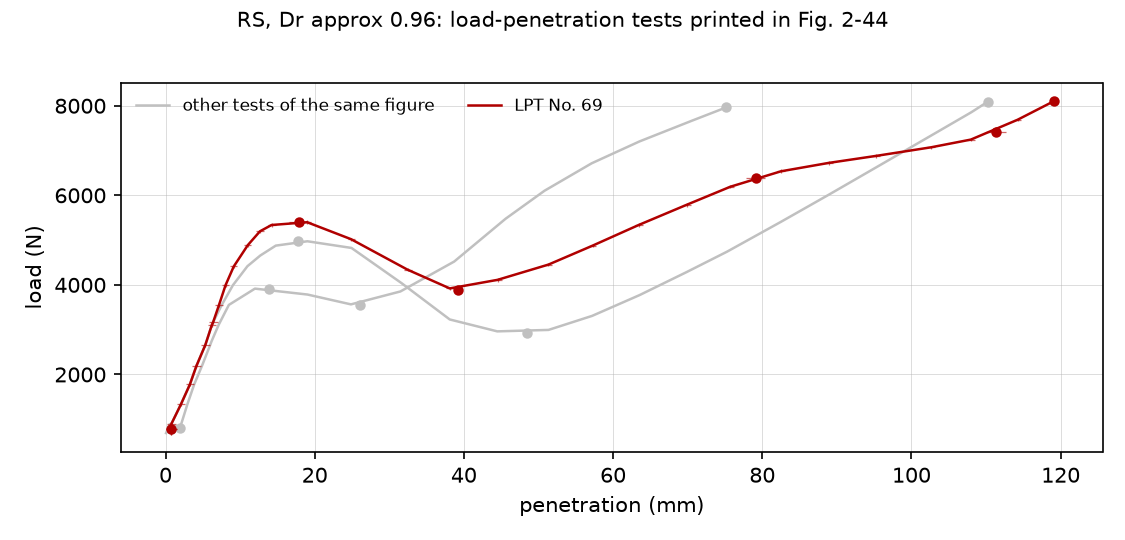 RS, Dr approx 0.96: load-penetration tests printed in Fig. 2-44
other tests of the same figure
LPT No. 69
8000
6000
4000
2000
load (N)
0
20
40
60
80
100
120
penetration (mm)